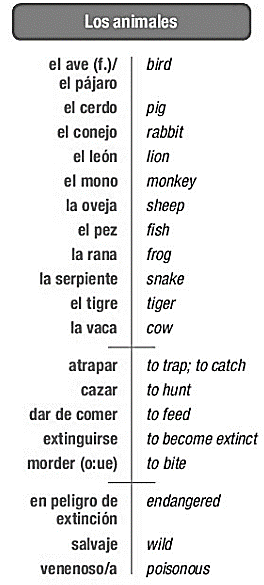 Los animales
el ave (f.)/ bird
el pájaro
el cerdo pig
el conejo rabbit
el león lion
el mono monkey
la oveja sheep
el pez fish
la rana frog
la serpiente snake
el tigre tiger
la vaca cow
atrapar to trap; to catch
cazar to hunt
dar de comer to feed
extinguirse to become extinct
morder (o:ue) to bite
en peligro de endangered
extinción
salvaje wild
venenoso/a poisonous